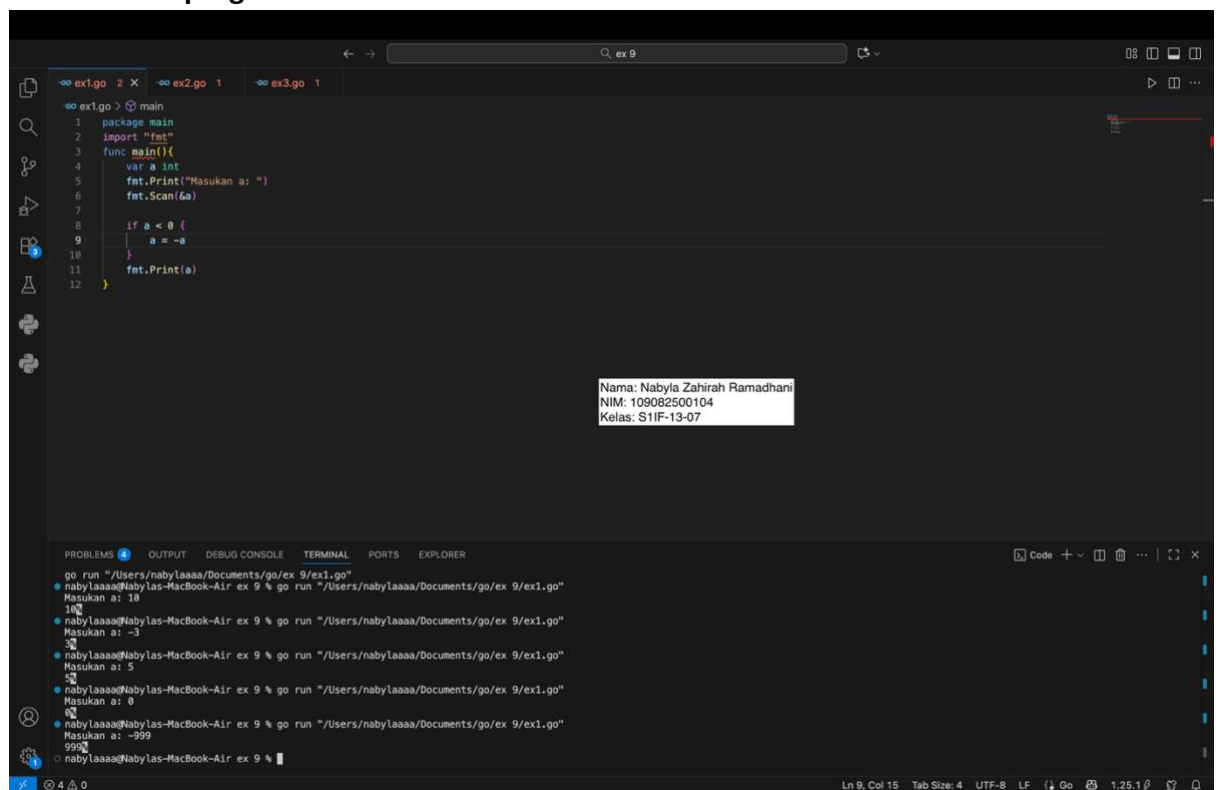 ex 9
ex1.go 2 ex2.go 1 ex3.go 1
ex1.go > main
1 package main
2 import "fmt"
3 func main(){
4 var a int
5 fmt.Print("Masukan a: ")
6 fmt.Scan(&a)
7
8 if a < 0 {
9 a = -a
10 }
11 fmt.Print(a)
12 }
Nama: Nabyla Zahirah Ramadhani
NIM: 109082500104
Kelas: S1IF-13-07
PROBLEMS 4 OUTPUT DEBUG CONSOLE TERMINAL PORTS EXPLORER Code
go run "/Users/nabylaaaa/Documents/go/ex 9/ex1.go"
nabylaaaa@Nabylas-MacBook-Air ex 9 % go run "/Users/nabylaaaa/Documents/go/ex 9/ex1.go"
Masukan a: 10
10%
nabylaaaa@Nabylas-MacBook-Air ex 9 % go run "/Users/nabylaaaa/Documents/go/ex 9/ex1.go"
Masukan a: -3
3%
nabylaaaa@Nabylas-MacBook-Air ex 9 % go run "/Users/nabylaaaa/Documents/go/ex 9/ex1.go"
Masukan a: 5
5%
nabylaaaa@Nabylas-MacBook-Air ex 9 % go run "/Users/nabylaaaa/Documents/go/ex 9/ex1.go"
Masukan a: 0
0%
nabylaaaa@Nabylas-MacBook-Air ex 9 % go run "/Users/nabylaaaa/Documents/go/ex 9/ex1.go"
Masukan a: -999
999%
nabylaaaa@Nabylas-MacBook-Air ex 9 %
4 0 Ln 9, Col 15 Tab Size: 4 UTF-8 LF Go 1.25.1